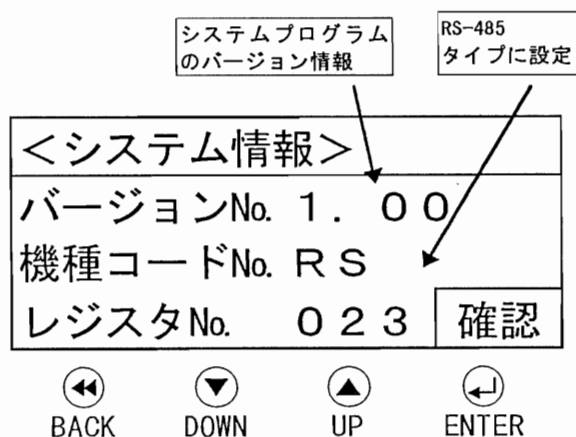 システムプログラム
のバージョン情報
RS-485
タイプに設定
<システム情報>
バージョンNo. 1. 00
機種コードNo. RS
レジスタNo. 023
確認
BACK DOWN UP ENTER